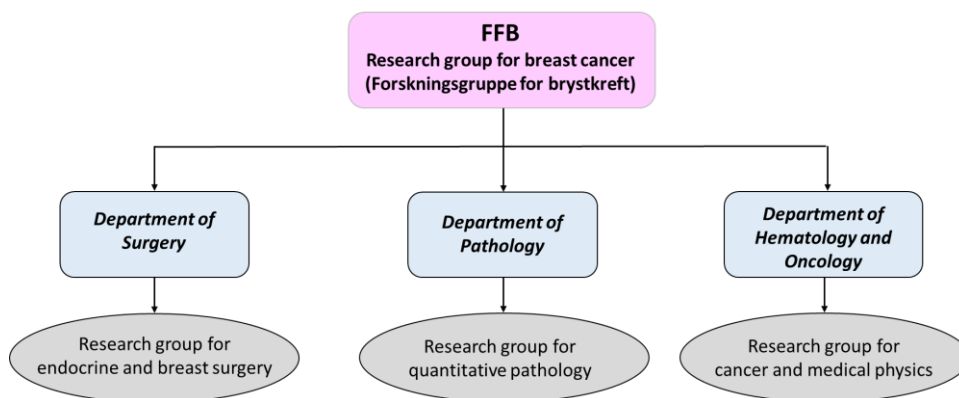 FFB
Research group for breast cancer
(Forskningsgruppe for brystkreft)
Department of
Surgery
Department of
Pathology
Department of
Hematology and
Oncology
Research group for
endocrine and breast surgery
Research group for
quantitative pathology
Research group for
cancer and medical physics